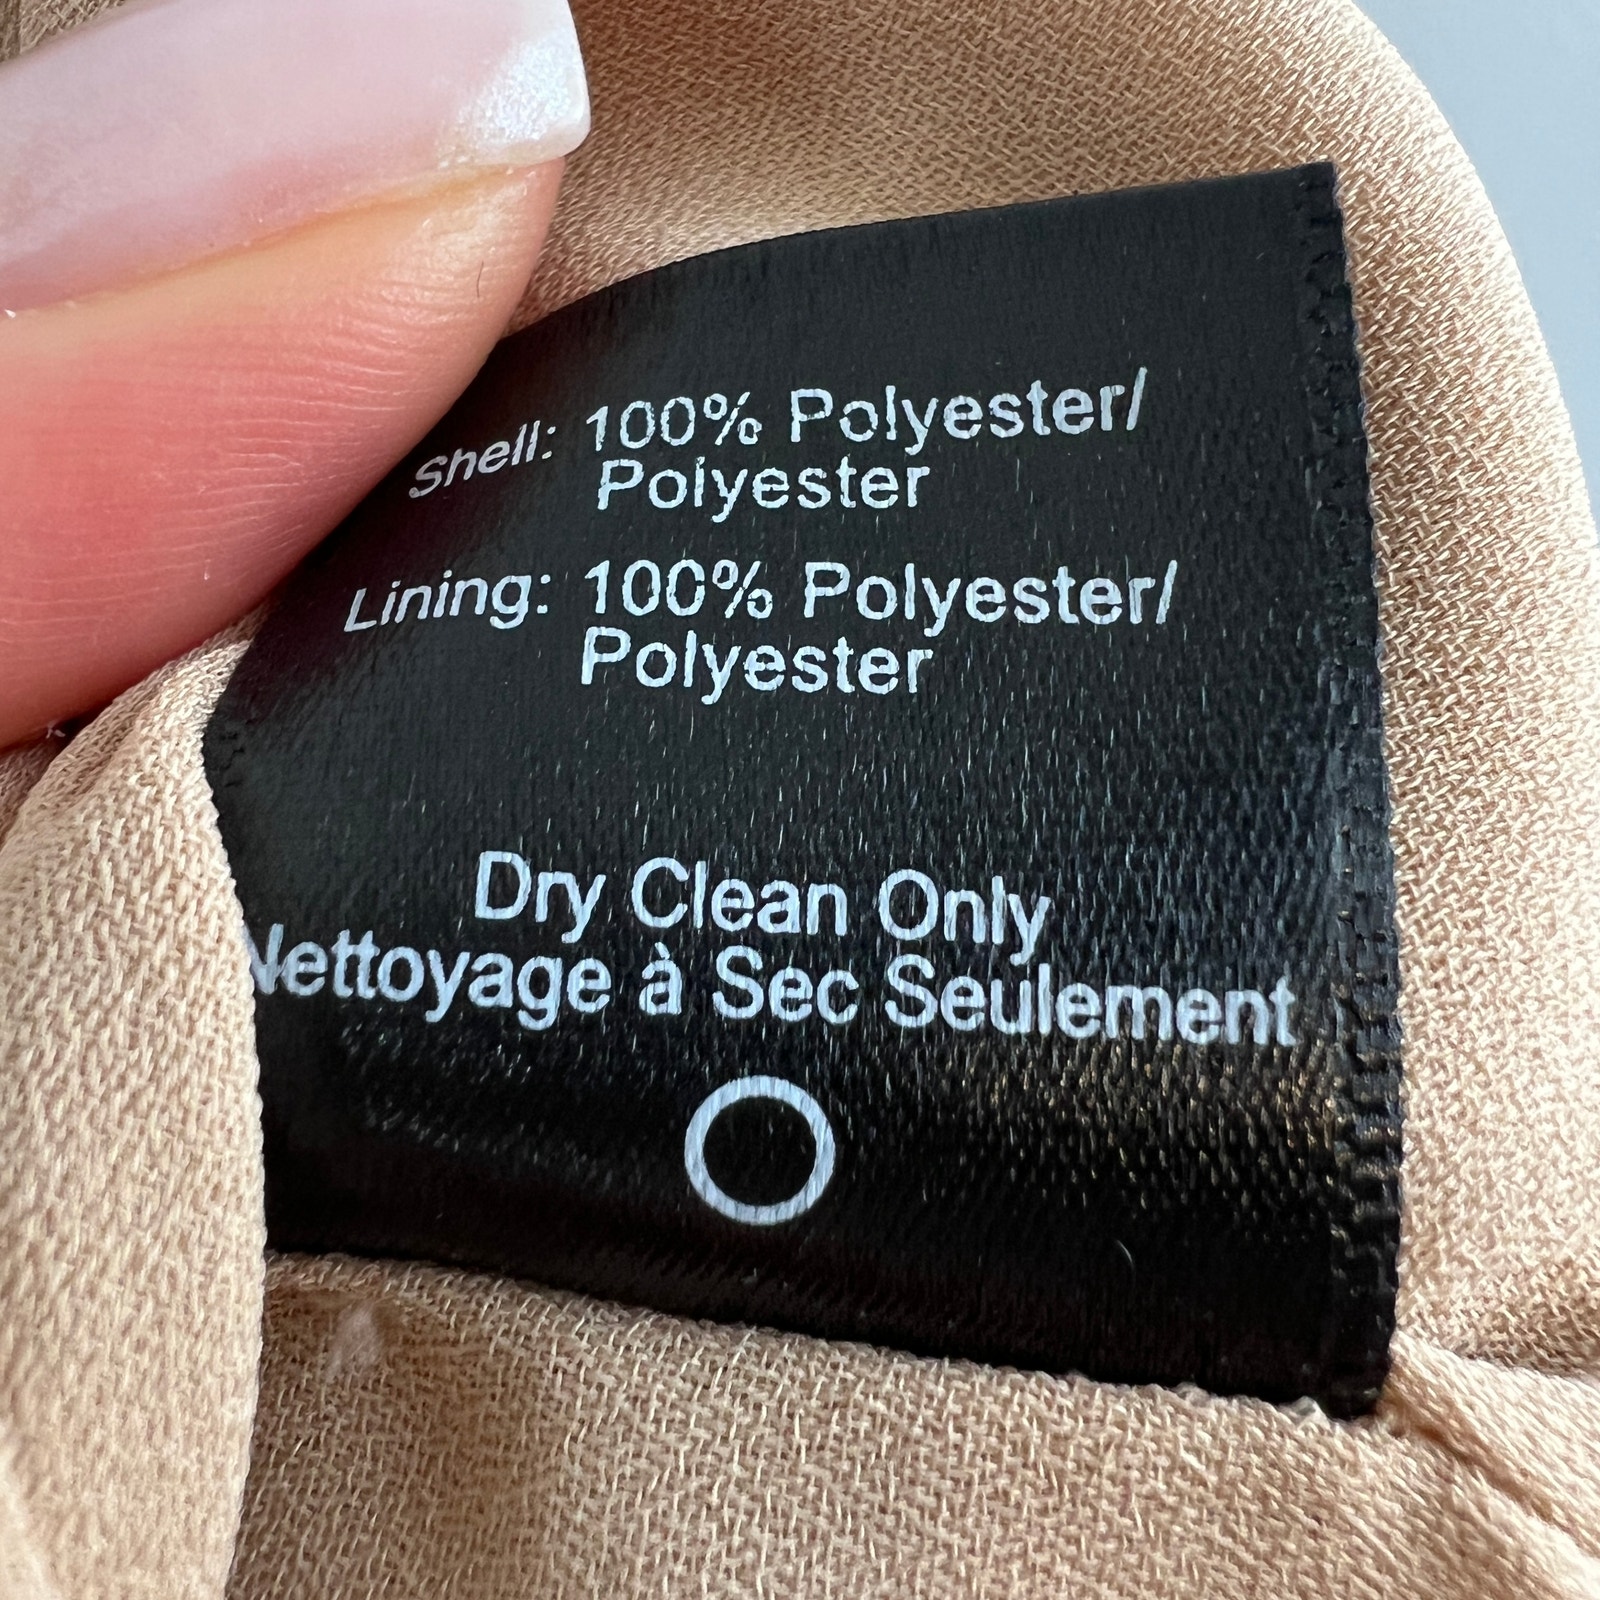 Shell: 100% Polyester/
Polyester
Lining: 100% Polyester/
Polyester
Dry Clean Only
Nettoyage à Sec Seulement